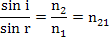 sin i / sin r = n₂ / n₁ = n₂₁